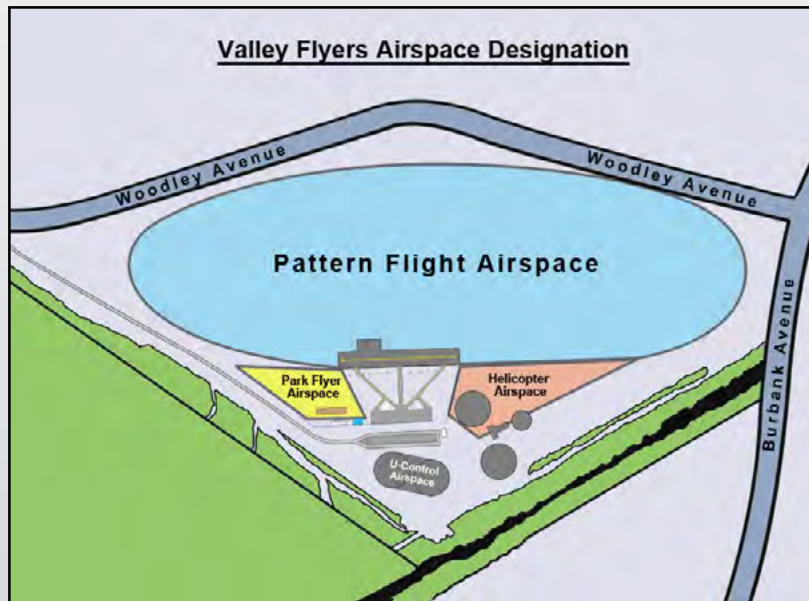 Valley Flyers Airspace Designation
Woodley Avenue
Woodley Avenue
Pattern Flight Airspace
Park Flyer
Airspace
Helicopter
Airspace
U-Control
Airspace
Burbank Avenue